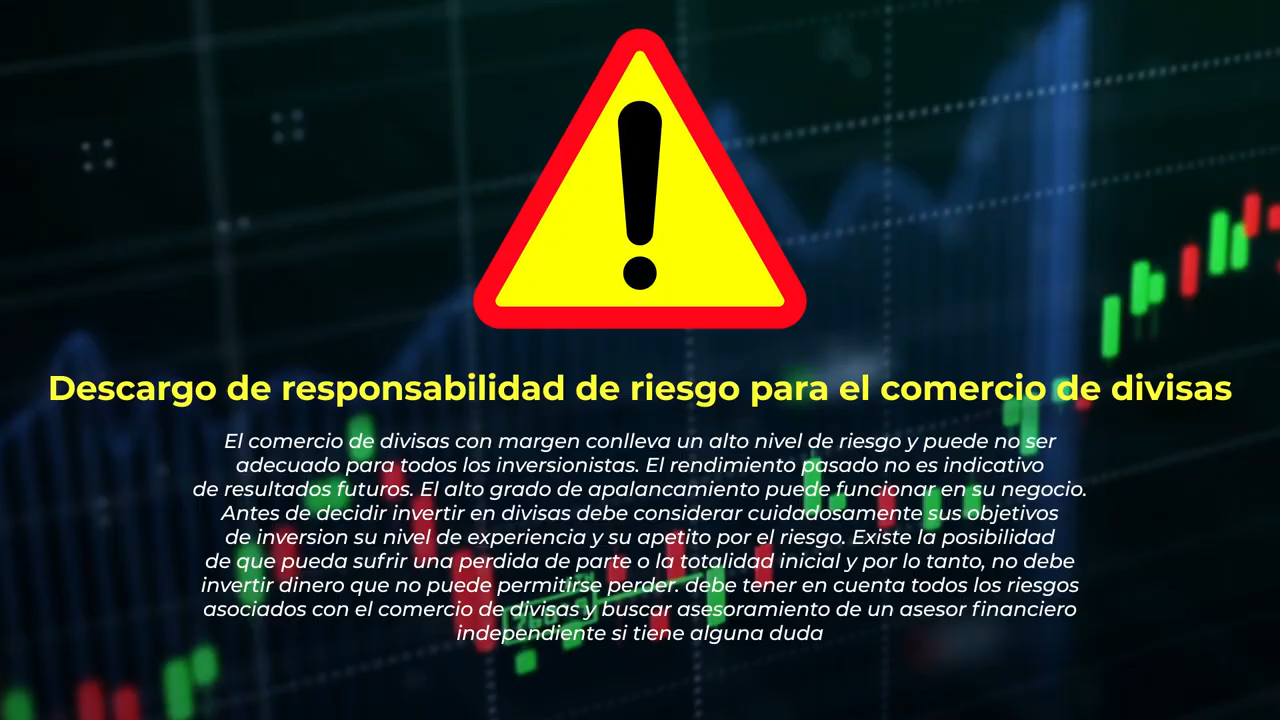 Descargo de responsabilidad de riesgo para el comercio de divisas
El comercio de divisas con margen conlleva un alto nivel de riesgo y puede no ser
adecuado para todos los inversionistas. El rendimiento pasado no es indicativo
de resultados futuros. El alto grado de apalancamiento puede funcionar en su negocio.
Antes de decidir invertir en divisas debe considerar cuidadosamente sus objetivos
de inversion su nivel de experiencia y su apetito por el riesgo. Existe la posibilidad
de que pueda sufrir una perdida de parte o la totalidad inicial y por lo tanto, no debe
invertir dinero que no puede permitirse perder. debe tener en cuenta todos los riesgos
asociados con el comercio de divisas y buscar asesoramiento de un asesor financiero
independiente si tiene alguna duda